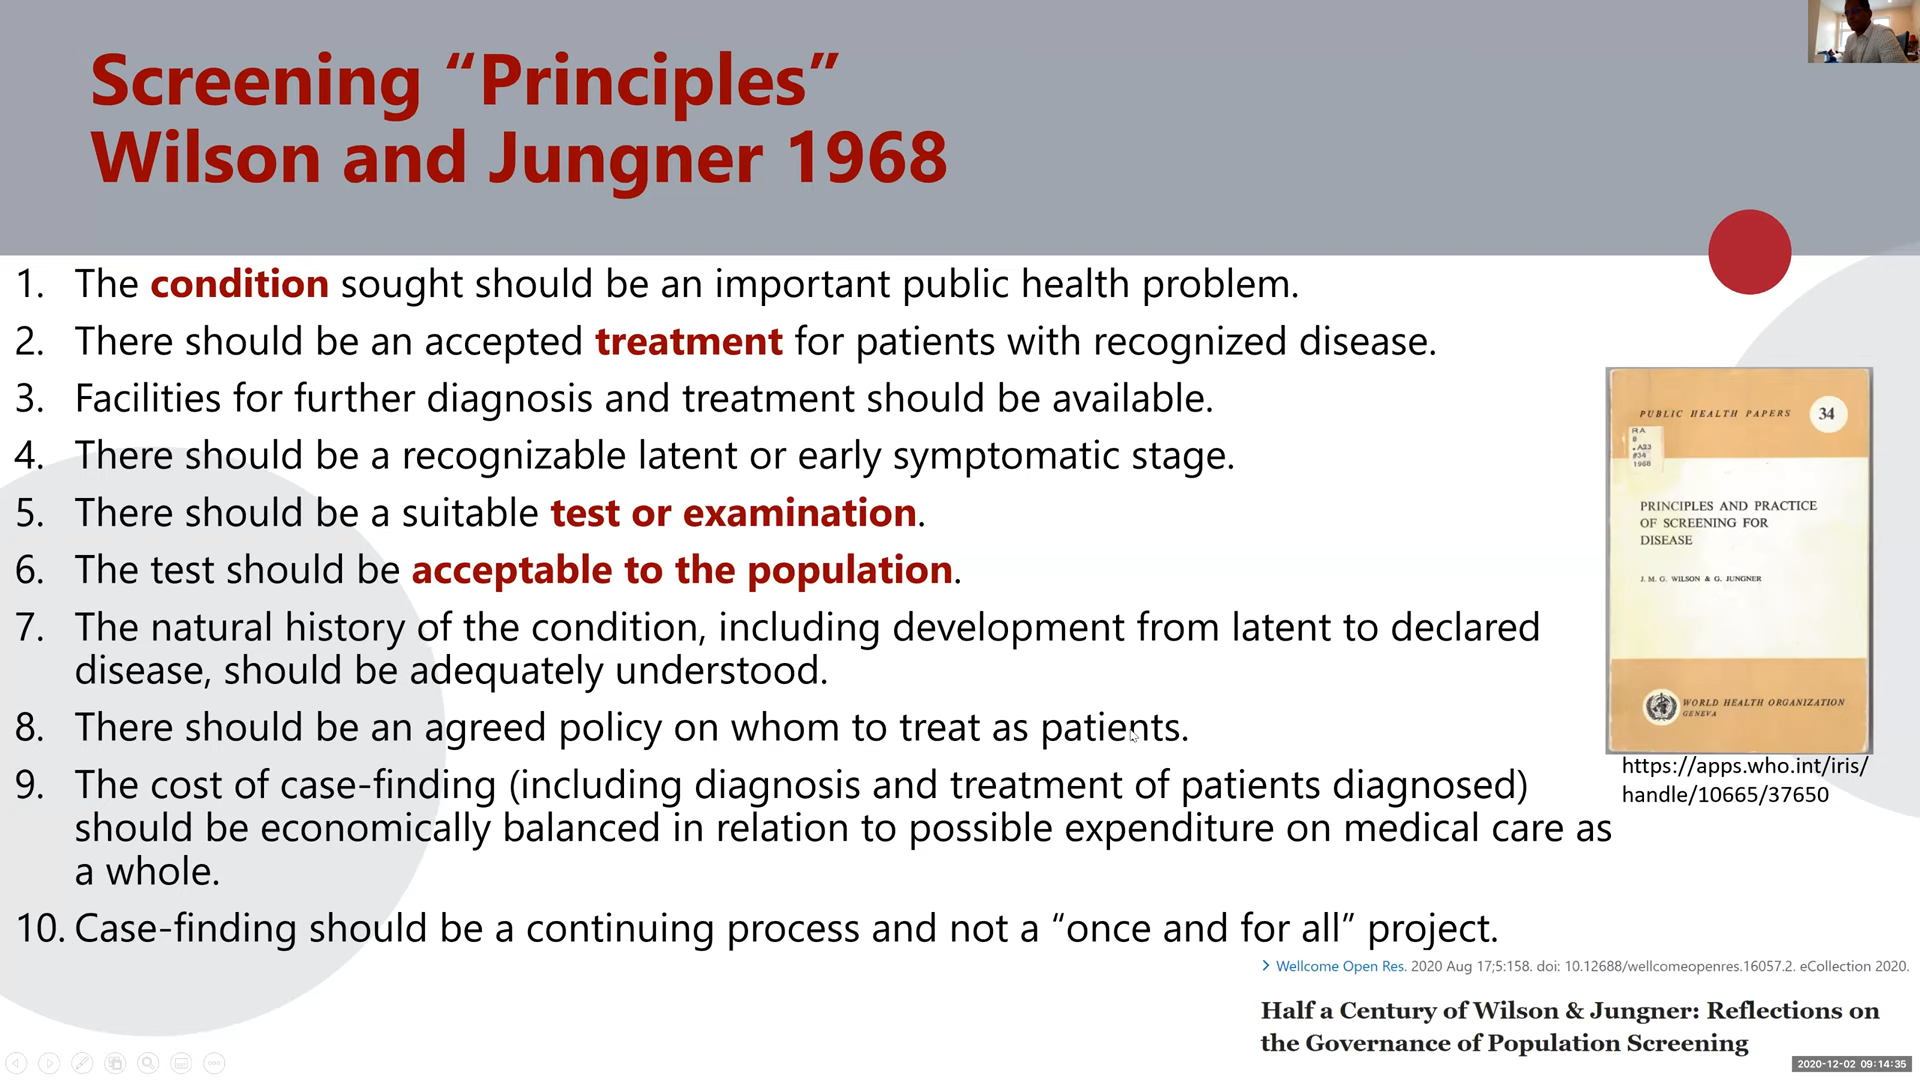 Screening “Principles”
Wilson and Jungner 1968
1. The condition sought should be an important public health problem.
2. There should be an accepted treatment for patients with recognized disease.
3. Facilities for further diagnosis and treatment should be available.
4. There should be a recognizable latent or early symptomatic stage.
5. There should be a suitable test or examination.
6. The test should be acceptable to the population.
7. The natural history of the condition, including development from latent to declared
disease, should be adequately understood.
8. There should be an agreed policy on whom to treat as patients.
9. The cost of case-finding (including diagnosis and treatment of patients diagnosed)
should be economically balanced in relation to possible expenditure on medical care as
a whole.
10. Case-finding should be a continuing process and not a “once and for all” project.
PUBLIC HEALTH PAPERS 34
RA
8
.A23
#34
1968
PRINCIPLES AND PRACTICE
OF SCREENING FOR
DISEASE
J. M. G. WILSON & G. JUNGNER
WORLD HEALTH ORGANIZATION
GENEVA
https://apps.who.int/iris/
handle/10665/37650
Wellcome Open Res. 2020 Aug 17;5:158. doi: 10.12688/wellcomeopenres.16057.2. eCollection 2020.
Half a Century of Wilson & Jungner: Reflections on
the Governance of Population Screening
2020-12-02 09:14:35